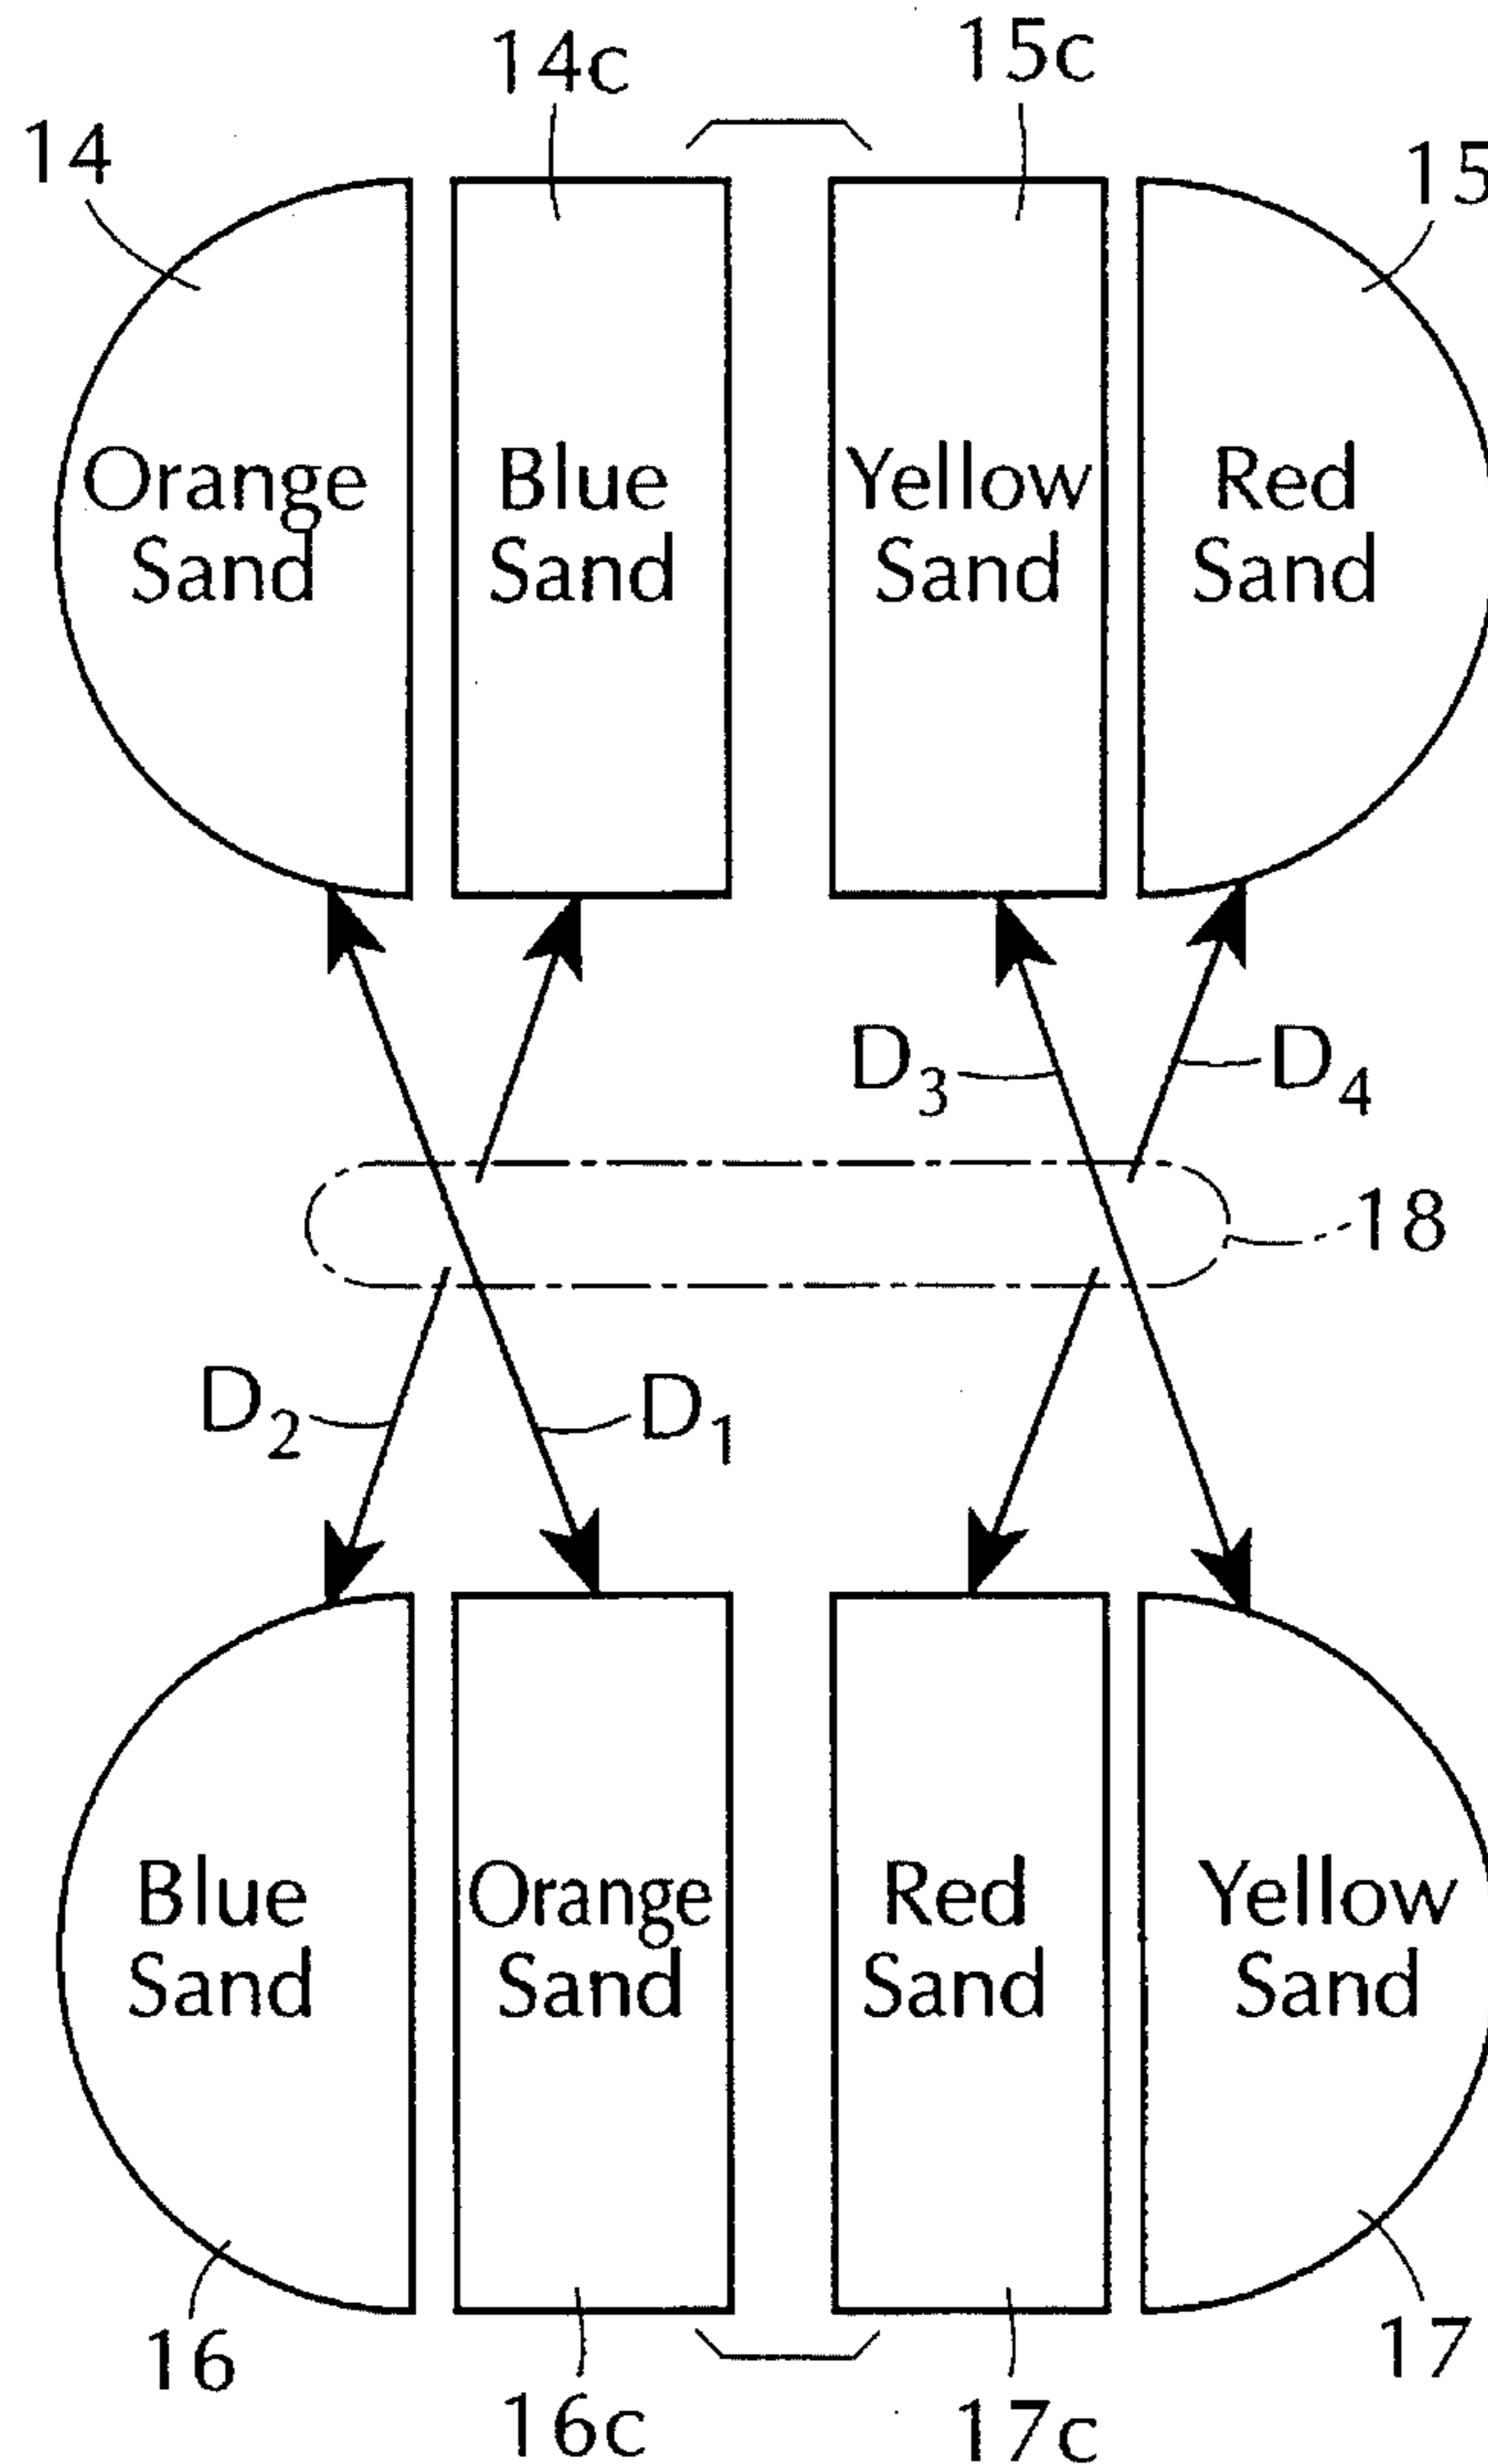 14c
15c
14
15
Orange
Sand
Blue
Sand
Yellow
Sand
Red
Sand
D3
D4
18
D2
D1
Blue
Sand
Orange
Sand
Red
Sand
Yellow
Sand
16
17
16c
17c